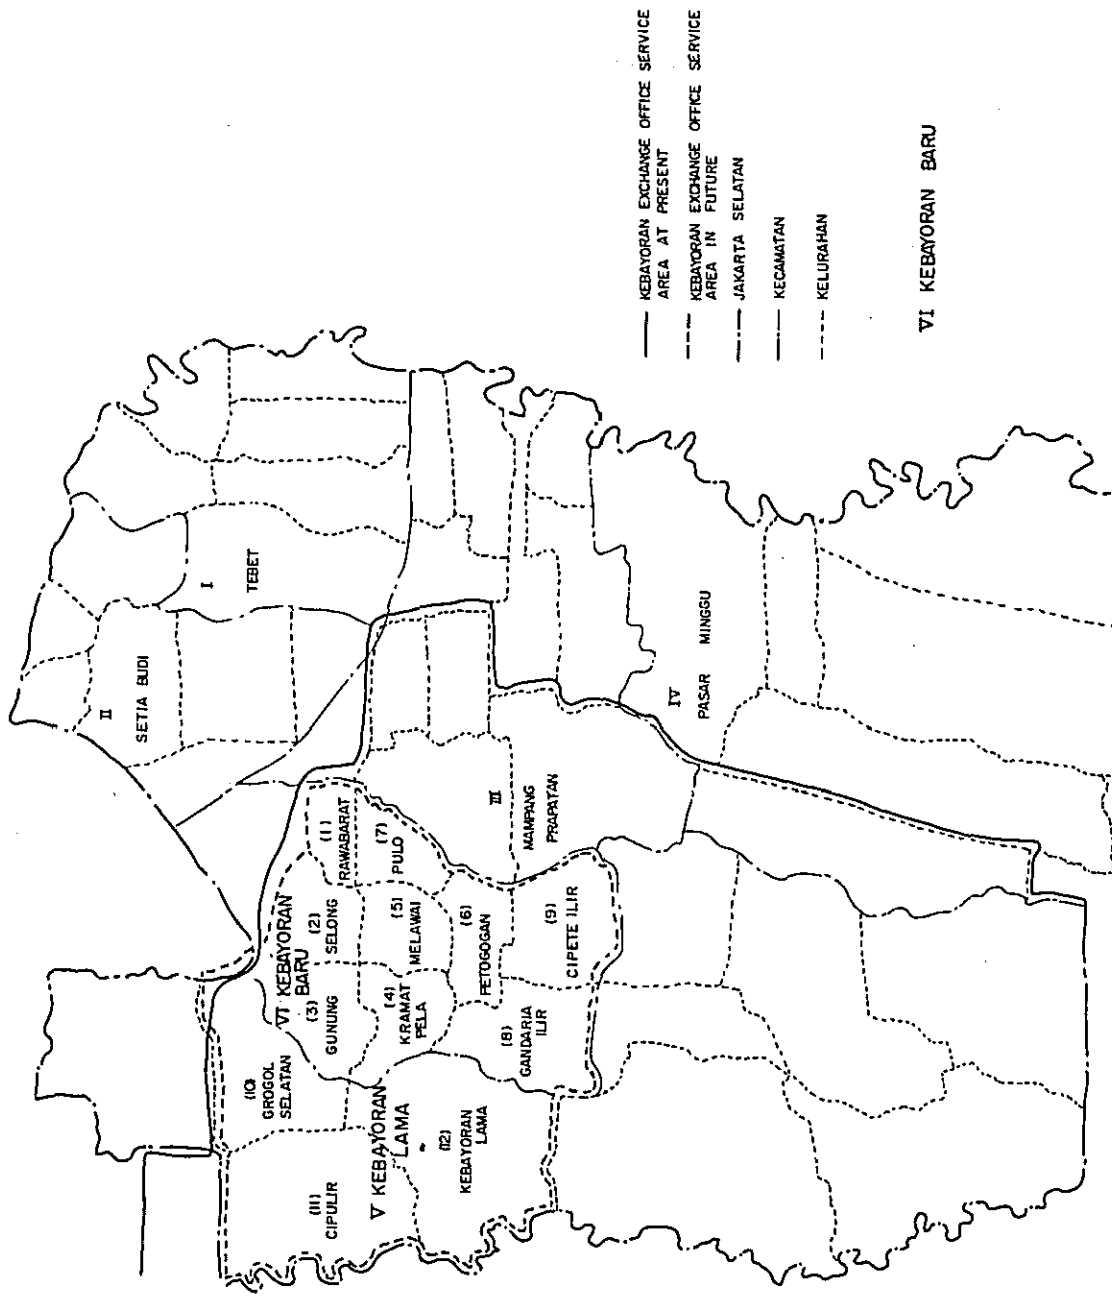 II
SETIA BUDI
I
TEBET
VI KEBAYORAN
BARU
(1)
RAWABARAT
(2)
SELONG
(3)
GUNUNG
(10)
GROGOL
SELATAN
(11)
CIPULIR
(7)
PULO
(5)
MELAWAI
(4)
KRAMAT
PELA
V KEBAYORAN
LAMA
(12)
KEBAYORAN
LAMA
(6)
PETOGOGAN
III
MAMPANG
PRAPATAN
(9)
CIPETE ILIR
(8)
GANDARIA
ILIR
IV
PASAR MINGGU
KEBAYORAN EXCHANGE OFFICE SERVICE
AREA AT PRESENT
KEBAYORAN EXCHANGE OFFICE SERVICE
AREA IN FUTURE
JAKARTA SELATAN
KECAMATAN
KELURAHAN
VI KEBAYORAN BARU